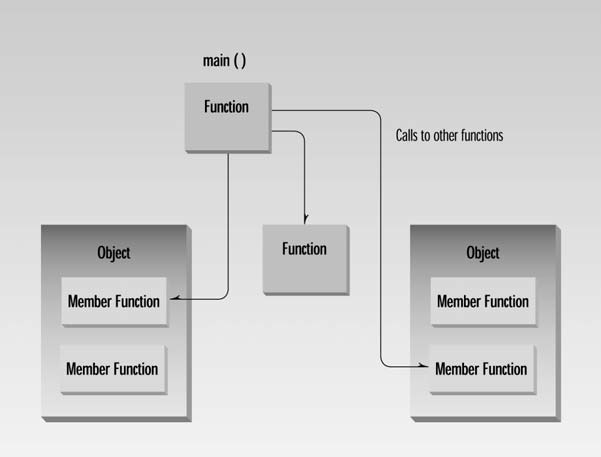 main ( )
Function
Calls to other functions
Object
Function
Object
Member Function
Member Function
Member Function
Member Function